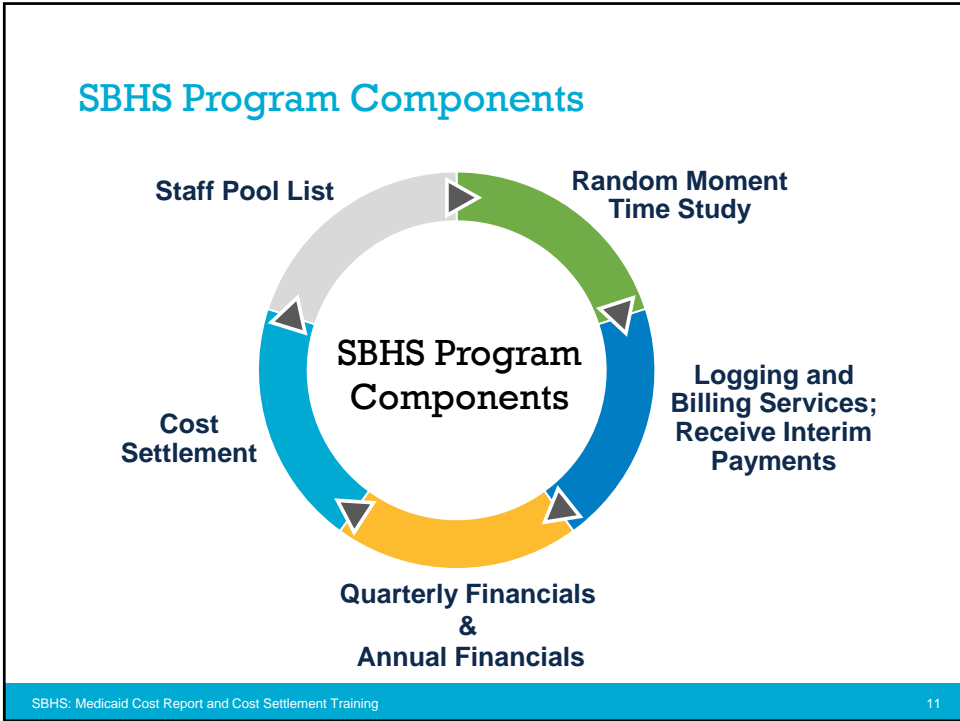 SBHS Program Components
Staff Pool List
Random Moment
Time Study
SBHS Program
Components
Logging and
Billing Services;
Receive Interim
Payments
Cost
Settlement
Quarterly Financials
&
Annual Financials
SBHS: Medicaid Cost Report and Cost Settlement Training
11